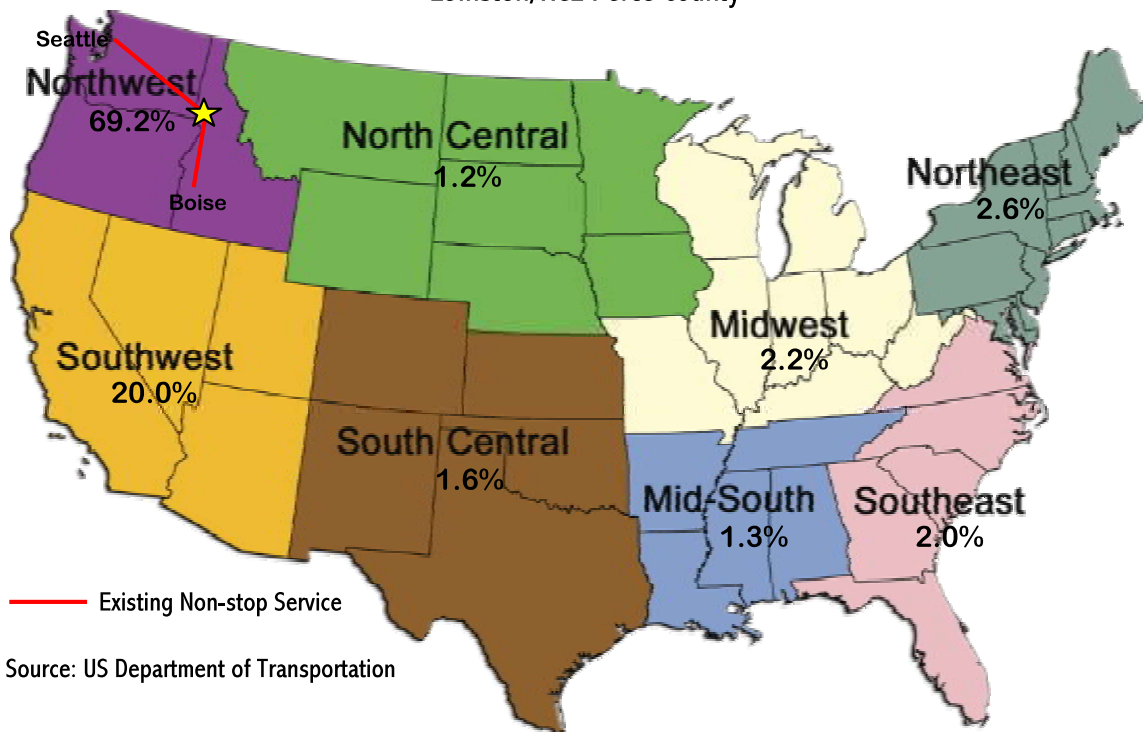 Seattle
Northwest
69.2%
Boise
North Central
1.2%
Northeast
2.6%
Midwest
2.2%
Southwest
20.0%
South Central
1.6%
Mid-South
1.3%
Southeast
2.0%
Existing Non-stop Service
Source: US Department of Transportation